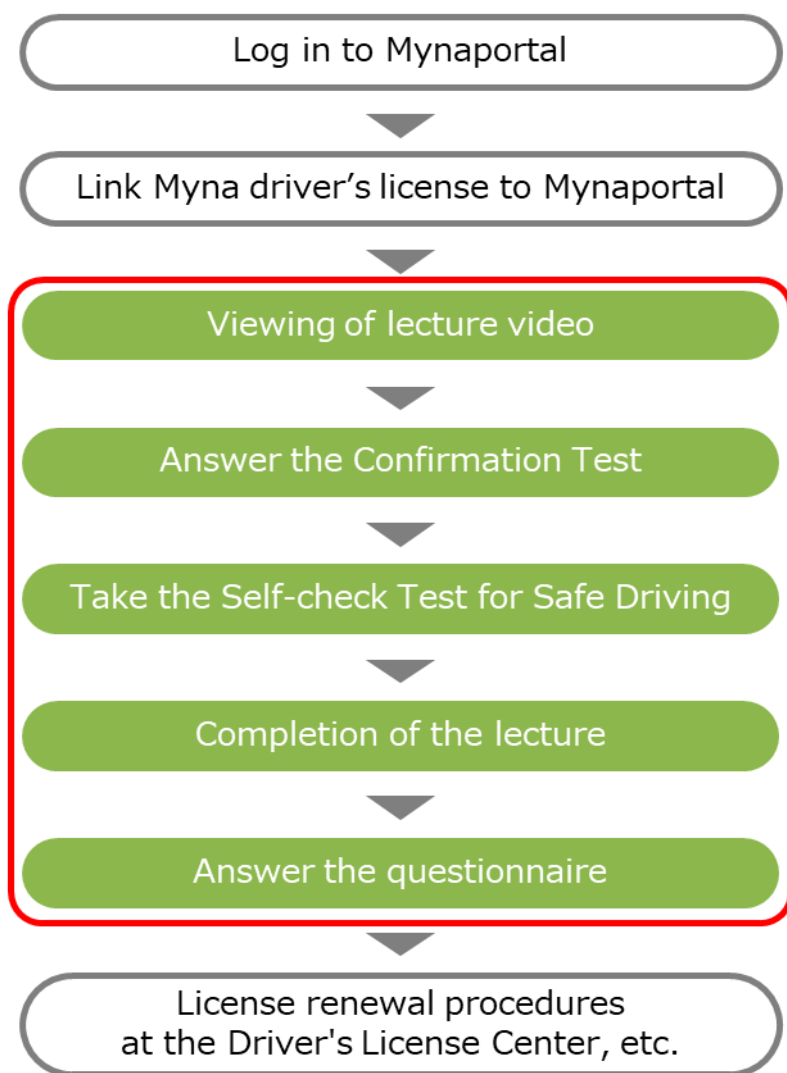 Log in to Mynaportal
Link Myna driver’s license to Mynaportal
Viewing of lecture video
Answer the Confirmation Test
Take the Self-check Test for Safe Driving
Completion of the lecture
Answer the questionnaire
License renewal procedures
at the Driver's License Center, etc.